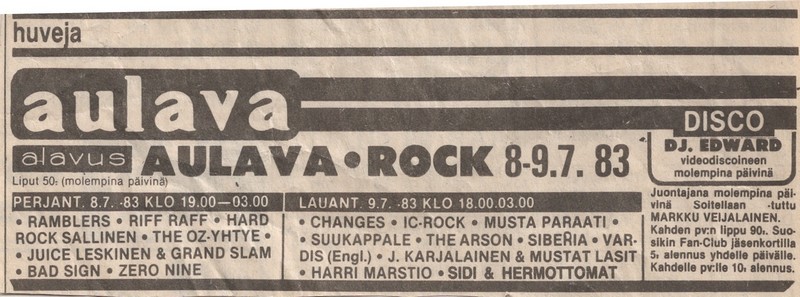 huveja
aulava
alavus AULAVA • ROCK 8-9.7. 83
Liput 50: (molempina päivinä)
DISCO
DJ. EDWARD
videodiscoineen
molempina päivinä
PERJANT. 8.7. -83 KLO 19.00—03.00
• RAMBLERS • RIFF RAFF • HARD
ROCK SALLINEN • THE OZ-YHTYE •
• JUICE LESKINEN & GRAND SLAM
• BAD SIGN • ZERO NINE
LAUANT. 9.7. -83 KLO 18.00.03.00
• CHANGES • IC-ROCK • MUSTA PARAATI •
• SUUKAPPALE • THE ARSON • SIBERIA • VAR-
DIS (Engl.) • J. KARJALAINEN & MUSTAT LASIT
• HARRI MARSTIO • SIDI & HERMOTTOMAT
Juontajana molempina päi-
vinä Soitellaan -tuttu
MARKKU VEIJALAINEN.
Kahden pv:n lippu 90:. Suo-
sikin Fan-Club jäsenkortilla
5: alennus yhdelle päivälle.
Kahdelle pv:lle 10: alennus.